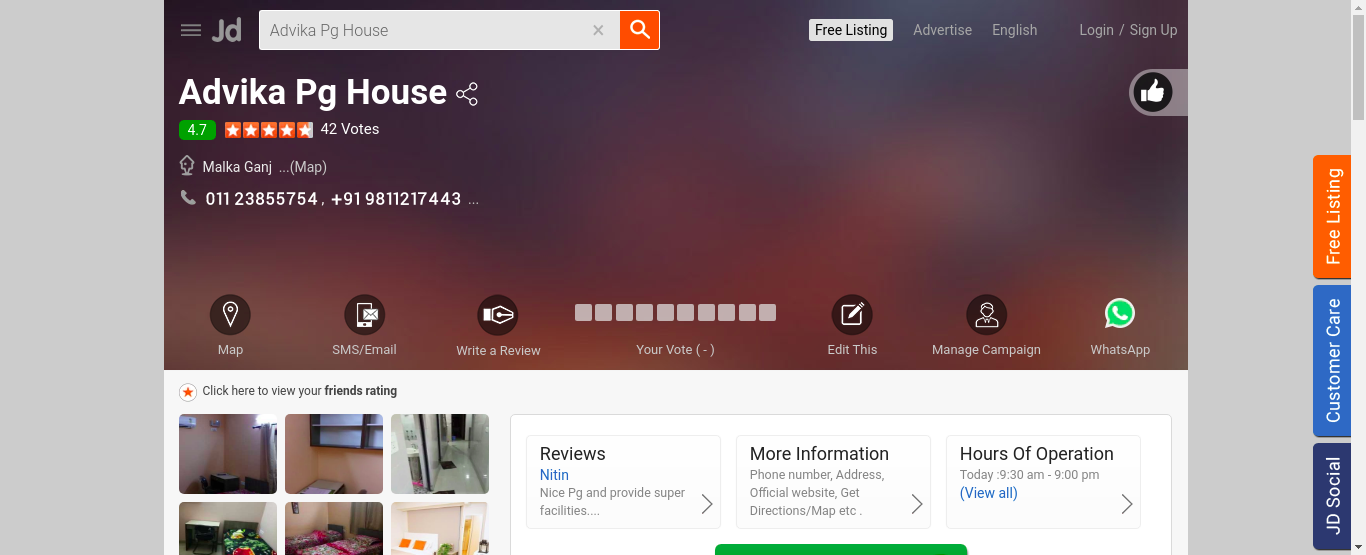 Jd
Advika Pg House
Free Listing
Advertise
English
Login / Sign Up
Advika Pg House
4.7
42 Votes
Malka Ganj ...(Map)
011 23855754 , +91 9811217443 ...
Map
SMS/Email
Write a Review
Your Vote ( - )
Edit This
Manage Campaign
WhatsApp
Click here to view your friends rating
Reviews
Nitin
Nice Pg and provide super
facilities....
More Information
Phone number, Address,
Official website, Get
Directions/Map etc .
Hours Of Operation
Today :9:30 am - 9:00 pm
(View all)
Free Listing
Customer Care
JD Social